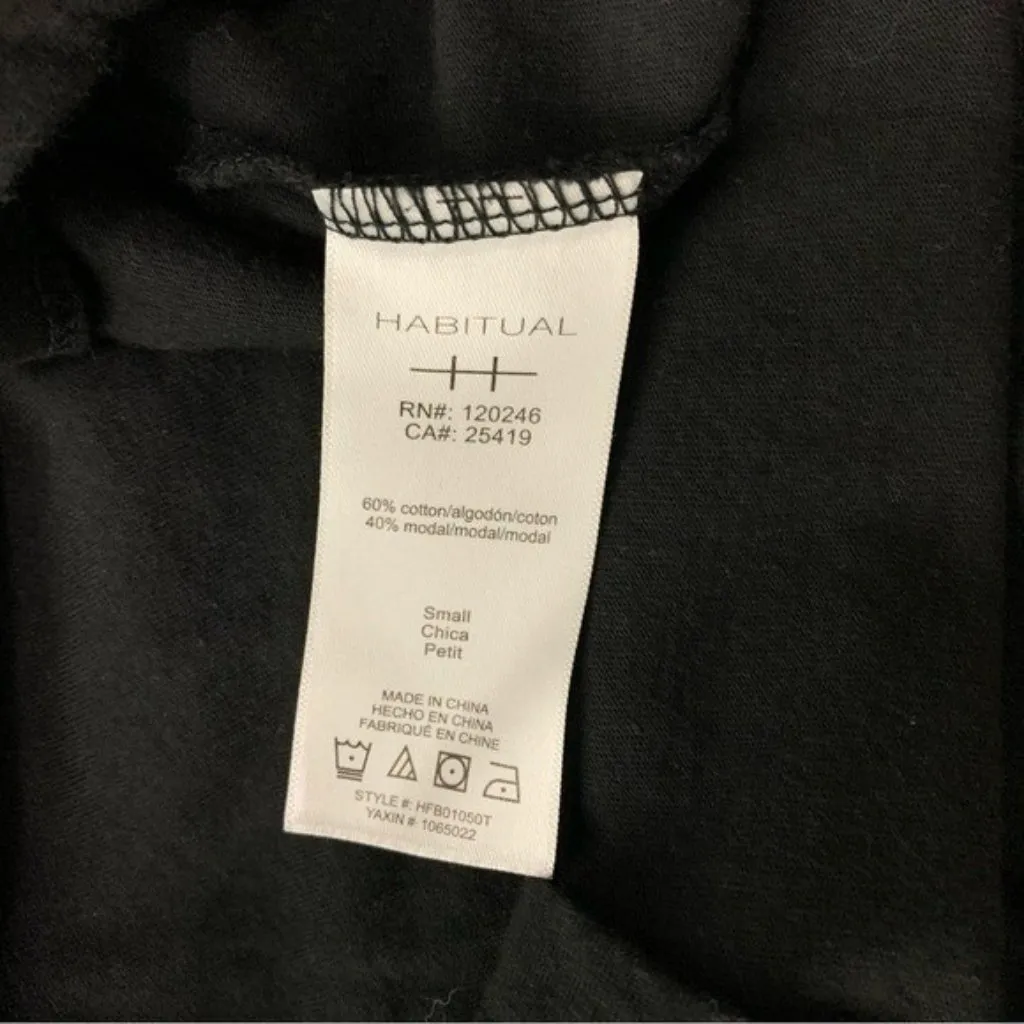 HABITUAL
RN#: 120246
CA#: 25419
60% cotton/algodón/coton
40% modal/modal/modal
Small
Chica
Petit
MADE IN CHINA
HECHO EN CHINA
FABRIQUÉ EN CHINE
STYLE #: HFB01050T
YAXIN # 1065022